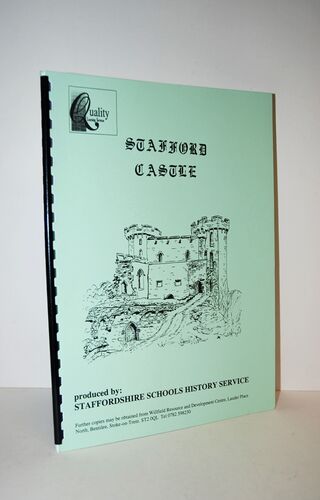 Quality
STAFFORD
CASTLE
produced by:
STAFFORDSHIRE SCHOOLS HISTORY SERVICE
Further copies may be obtained from Willfield Resource and Development Centre, Lauder Place
North, Bentilee, Stoke-on-Trent. ST2 0QL Tel 0782 598230